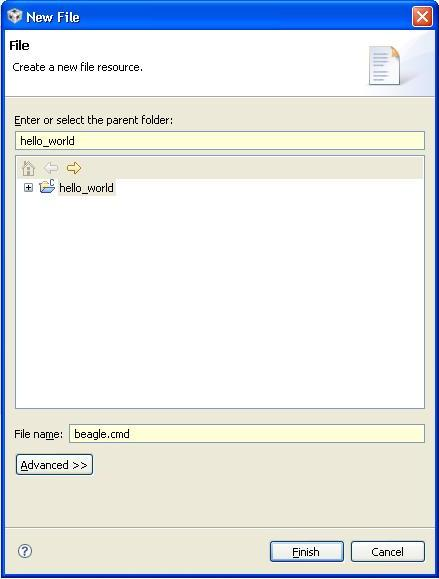 New File
File
Create a new file resource.
Enter or select the parent folder:
hello_world
hello_world
File name: beagle.cmd
Advanced >>
Finish Cancel